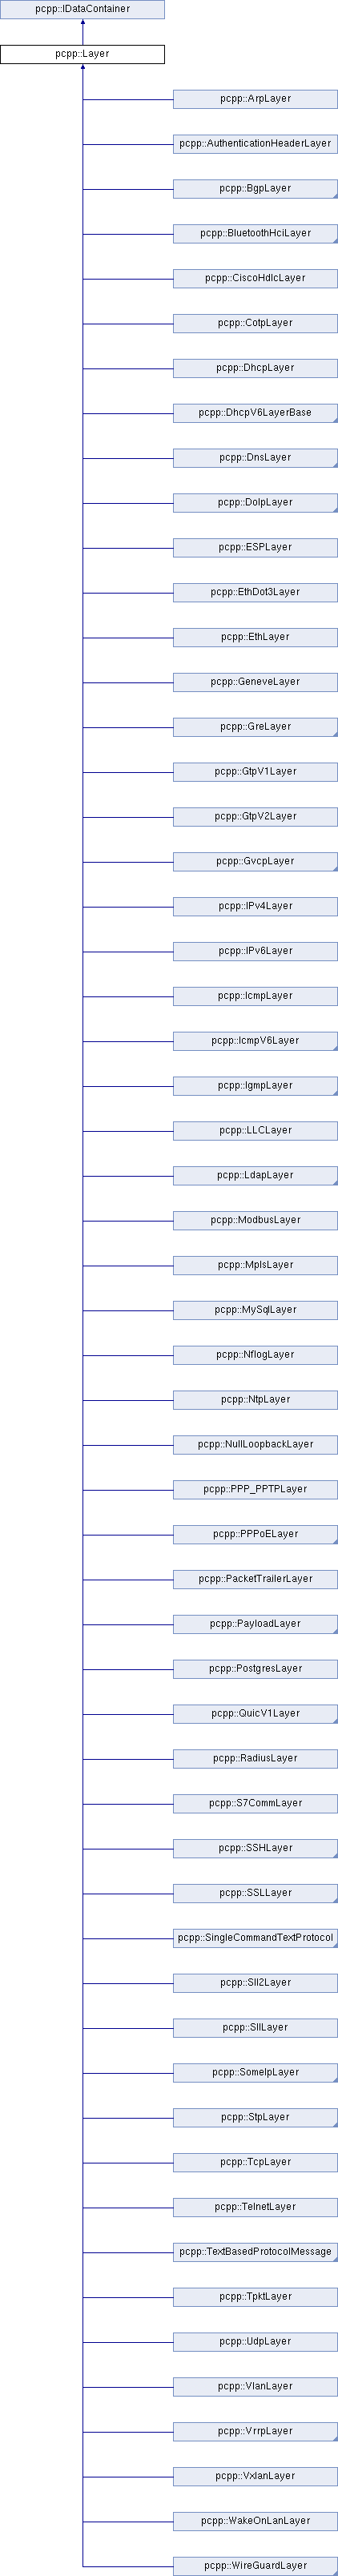 pcpp::IDataContainer
pcpp::Layer
pcpp::ArpLayer
pcpp::AuthenticationHeaderLayer
pcpp::BgpLayer
pcpp::BluetoothHciLayer
pcpp::CiscoHdlcLayer
pcpp::CotpLayer
pcpp::DhcpLayer
pcpp::DhcpV6LayerBase
pcpp::DnsLayer
pcpp::DoIpLayer
pcpp::ESPLayer
pcpp::EthDot3Layer
pcpp::EthLayer
pcpp::GeneveLayer
pcpp::GreLayer
pcpp::GtpV1Layer
pcpp::GtpV2Layer
pcpp::GvcpLayer
pcpp::IPv4Layer
pcpp::IPv6Layer
pcpp::IcmpLayer
pcpp::IcmpV6Layer
pcpp::IgmpLayer
pcpp::LLCLayer
pcpp::LdapLayer
pcpp::ModbusLayer
pcpp::MplsLayer
pcpp::MySqlLayer
pcpp::NflogLayer
pcpp::NtpLayer
pcpp::NullLoopbackLayer
pcpp::PPP_PPTPLayer
pcpp::PPPoELayer
pcpp::PacketTrailerLayer
pcpp::PayloadLayer
pcpp::PostgresLayer
pcpp::QuicV1Layer
pcpp::RadiusLayer
pcpp::S7CommLayer
pcpp::SSHLayer
pcpp::SSLLayer
pcpp::SingleCommandTextProtocol
pcpp::Sll2Layer
pcpp::SllLayer
pcpp::SomeIpLayer
pcpp::StpLayer
pcpp::TcpLayer
pcpp::TelnetLayer
pcpp::TextBasedProtocolMessage
pcpp::TpktLayer
pcpp::UdpLayer
pcpp::VlanLayer
pcpp::VrrpLayer
pcpp::VxlanLayer
pcpp::WakeOnLanLayer
pcpp::WireGuardLayer